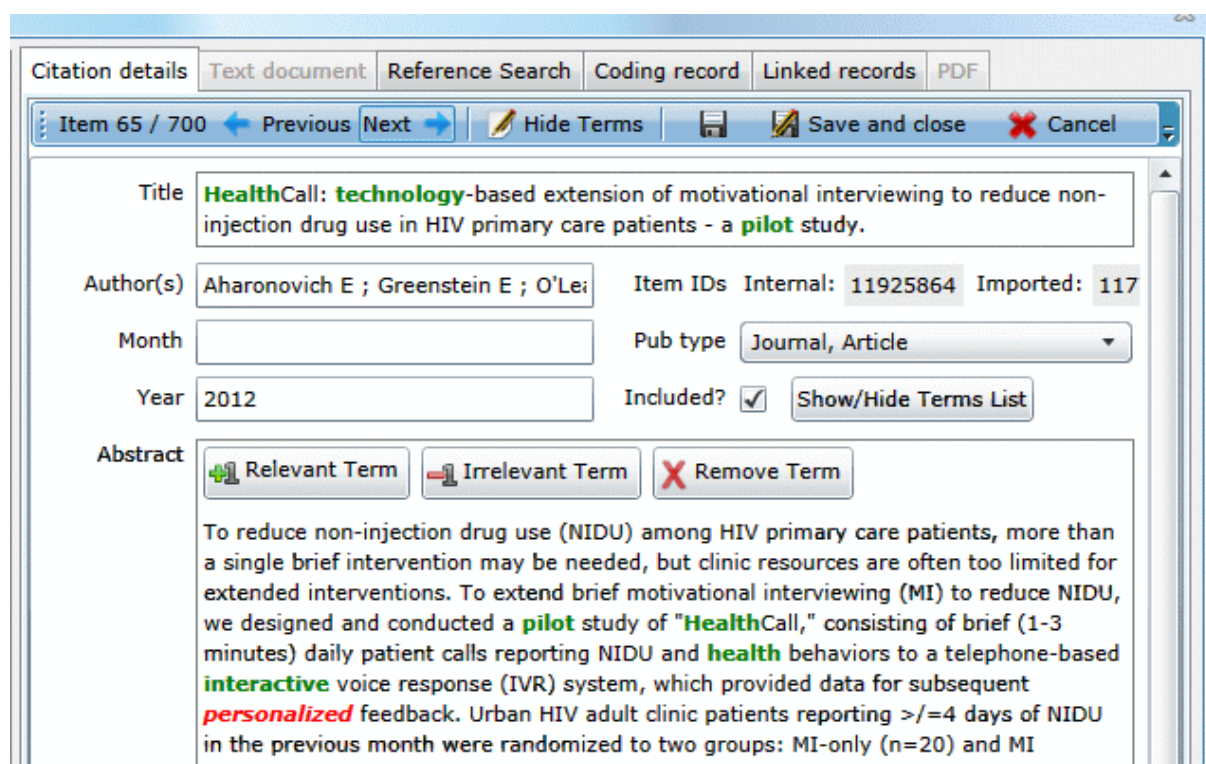 Citation details Text document Reference Search Coding record Linked records PDF
Item 65 / 700 Previous Next Hide Terms Save and close Cancel
Title HealthCall: technology-based extension of motivational interviewing to reduce non-
injection drug use in HIV primary care patients - a pilot study.
Author(s) Aharonovich E ; Greenstein E ; O'Lea Item IDs Internal: 11925864 Imported: 117
Month Pub type Journal, Article
Year 2012 Included? Show/Hide Terms List
Abstract Relevant Term Irrelevant Term Remove Term
To reduce non-injection drug use (NIDU) among HIV primary care patients, more than
a single brief intervention may be needed, but clinic resources are often too limited for
extended interventions. To extend brief motivational interviewing (MI) to reduce NIDU,
we designed and conducted a pilot study of "HealthCall," consisting of brief (1-3
minutes) daily patient calls reporting NIDU and health behaviors to a telephone-based
interactive voice response (IVR) system, which provided data for subsequent
personalized feedback. Urban HIV adult clinic patients reporting >/=4 days of NIDU
in the previous month were randomized to two groups: MI-only (n=20) and MI